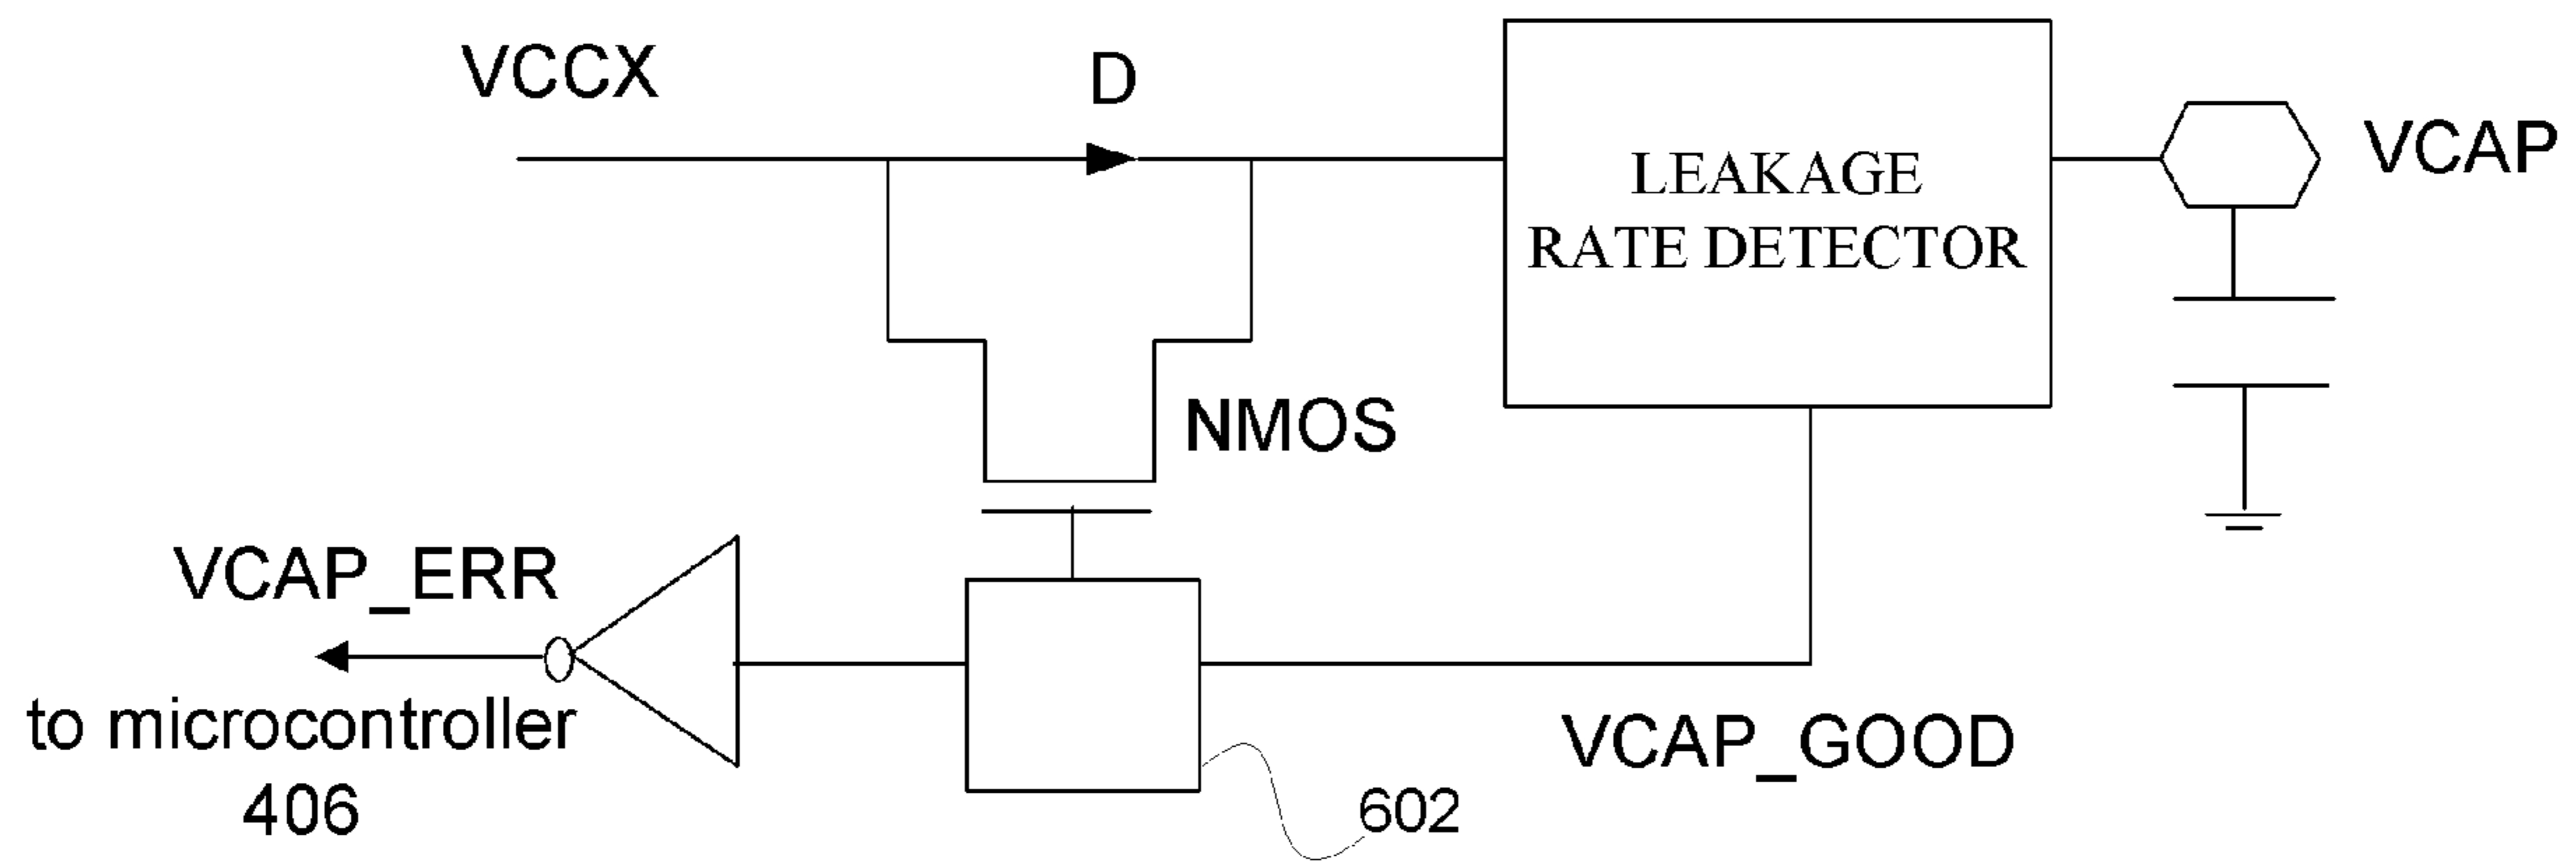 VCCX
D
LEAKAGE
RATE DETECTOR
VCAP
NMOS
VCAP_ERR
to microcontroller
406
VCAP_GOOD
602